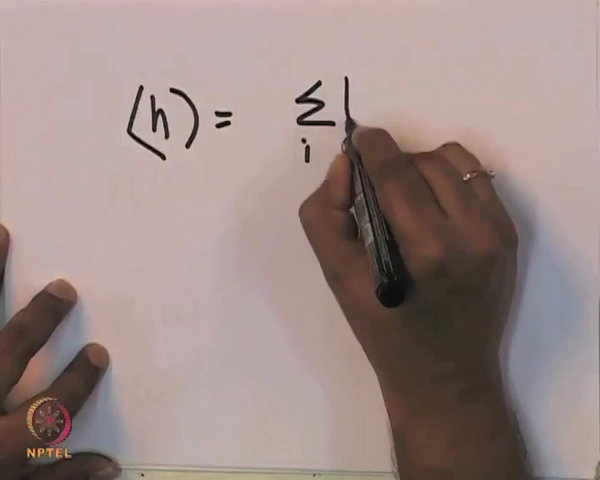 ⟨h⟩ = Σ |
i
NPTEL